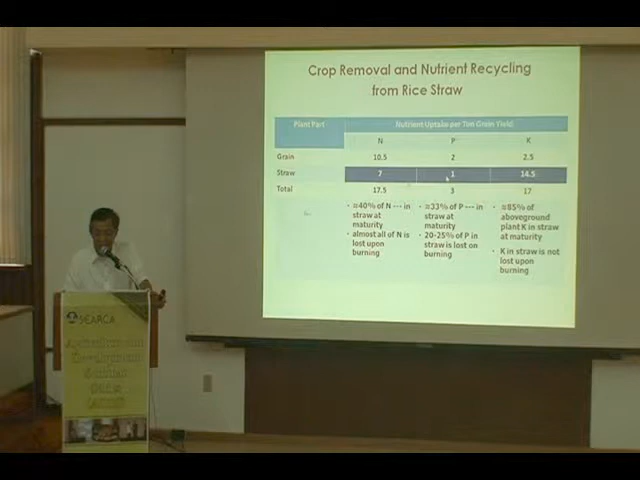 Crop Removal and Nutrient Recycling
from Rice Straw
Plant Part
Nutrient Uptake per Ton Grain Yield
N P K
Grain 10.5 2 2.5
Straw 7 1 14.5
Total 17.5 3 17
• ≅40% of N --- in
straw at
maturity
• almost all of N is
lost upon
burning
• ≅33% of P --- in
straw at
maturity
• 20-25% of P in
straw is lost on
burning
• ≅85% of
aboveground
plant K in straw
at maturity
• K in straw is not
lost upon
burning
SEARCA
Agriculture and
Development
Seminar